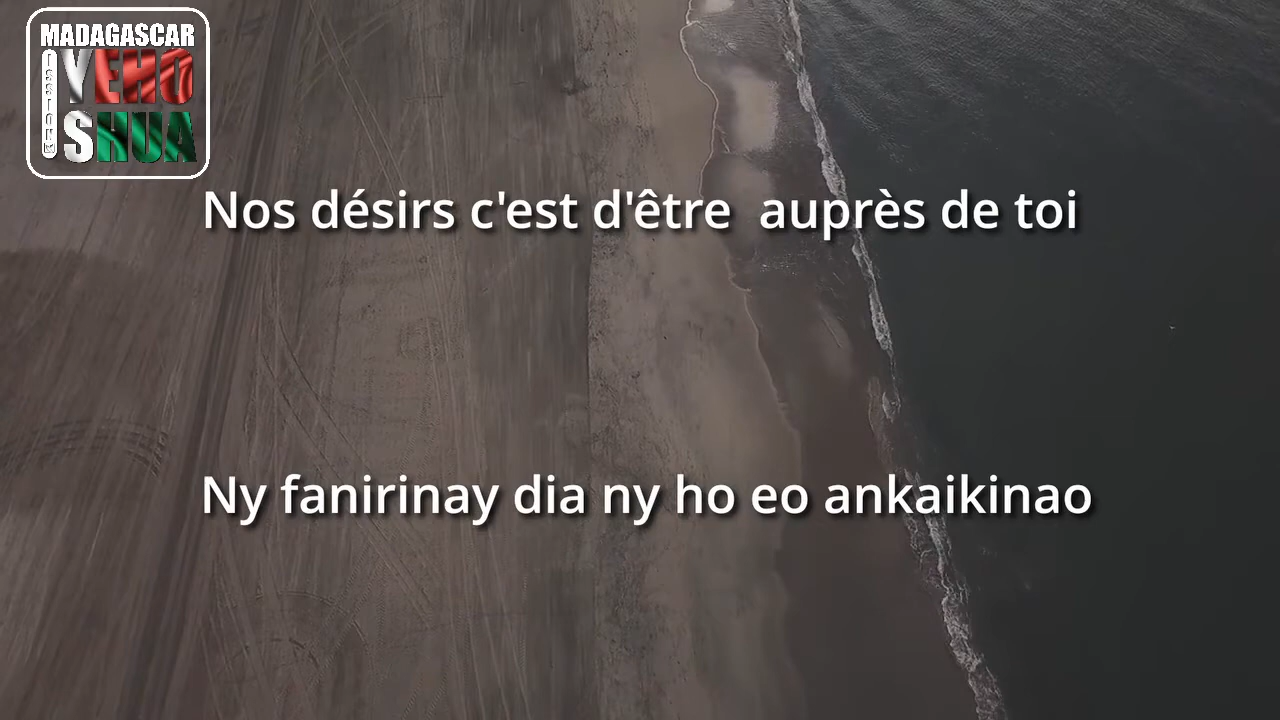 MADAGASCAR
YEHO
SHUA
Nos désirs c'est d'être  auprès de toi
Ny fanirinay dia ny ho eo ankaikinao